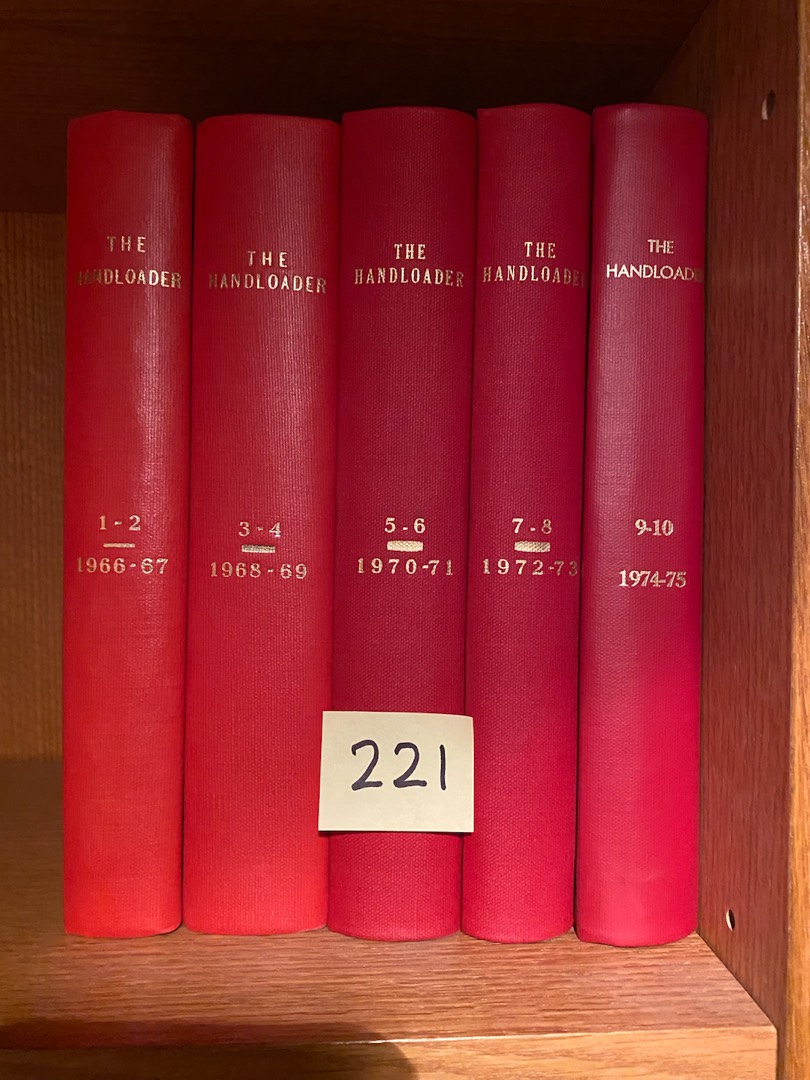 THE
HANDLOADER
1-2
1966-67
THE
HANDLOADER
3-4
1968-69
THE
HANDLOADER
5-6
1970-71
THE
HANDLOADER
7-8
1972-73
THE
HANDLOADER
9-10
1974-75
221